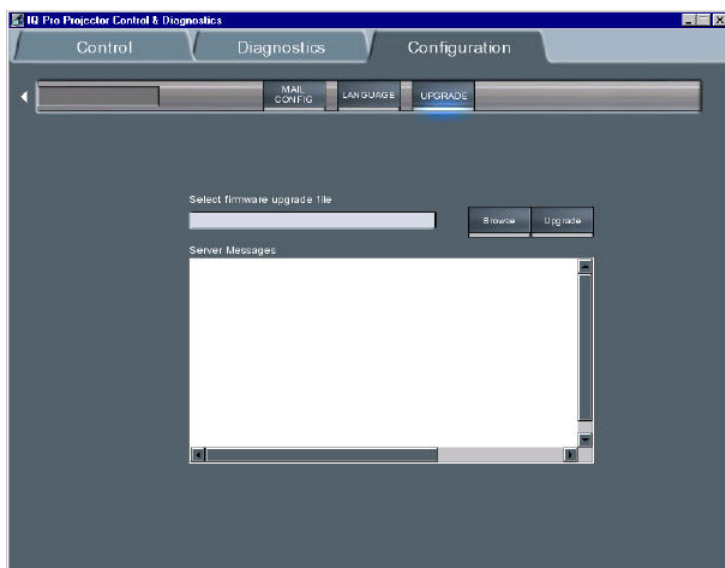 IQ Pro Projector Control & Diagnostics
Control
Diagnostics
Configuration
MAIL
CONFIG
LANGUAGE
UPGRADE
Select firmware upgrade file
Browse
Upgrade
Server Messages